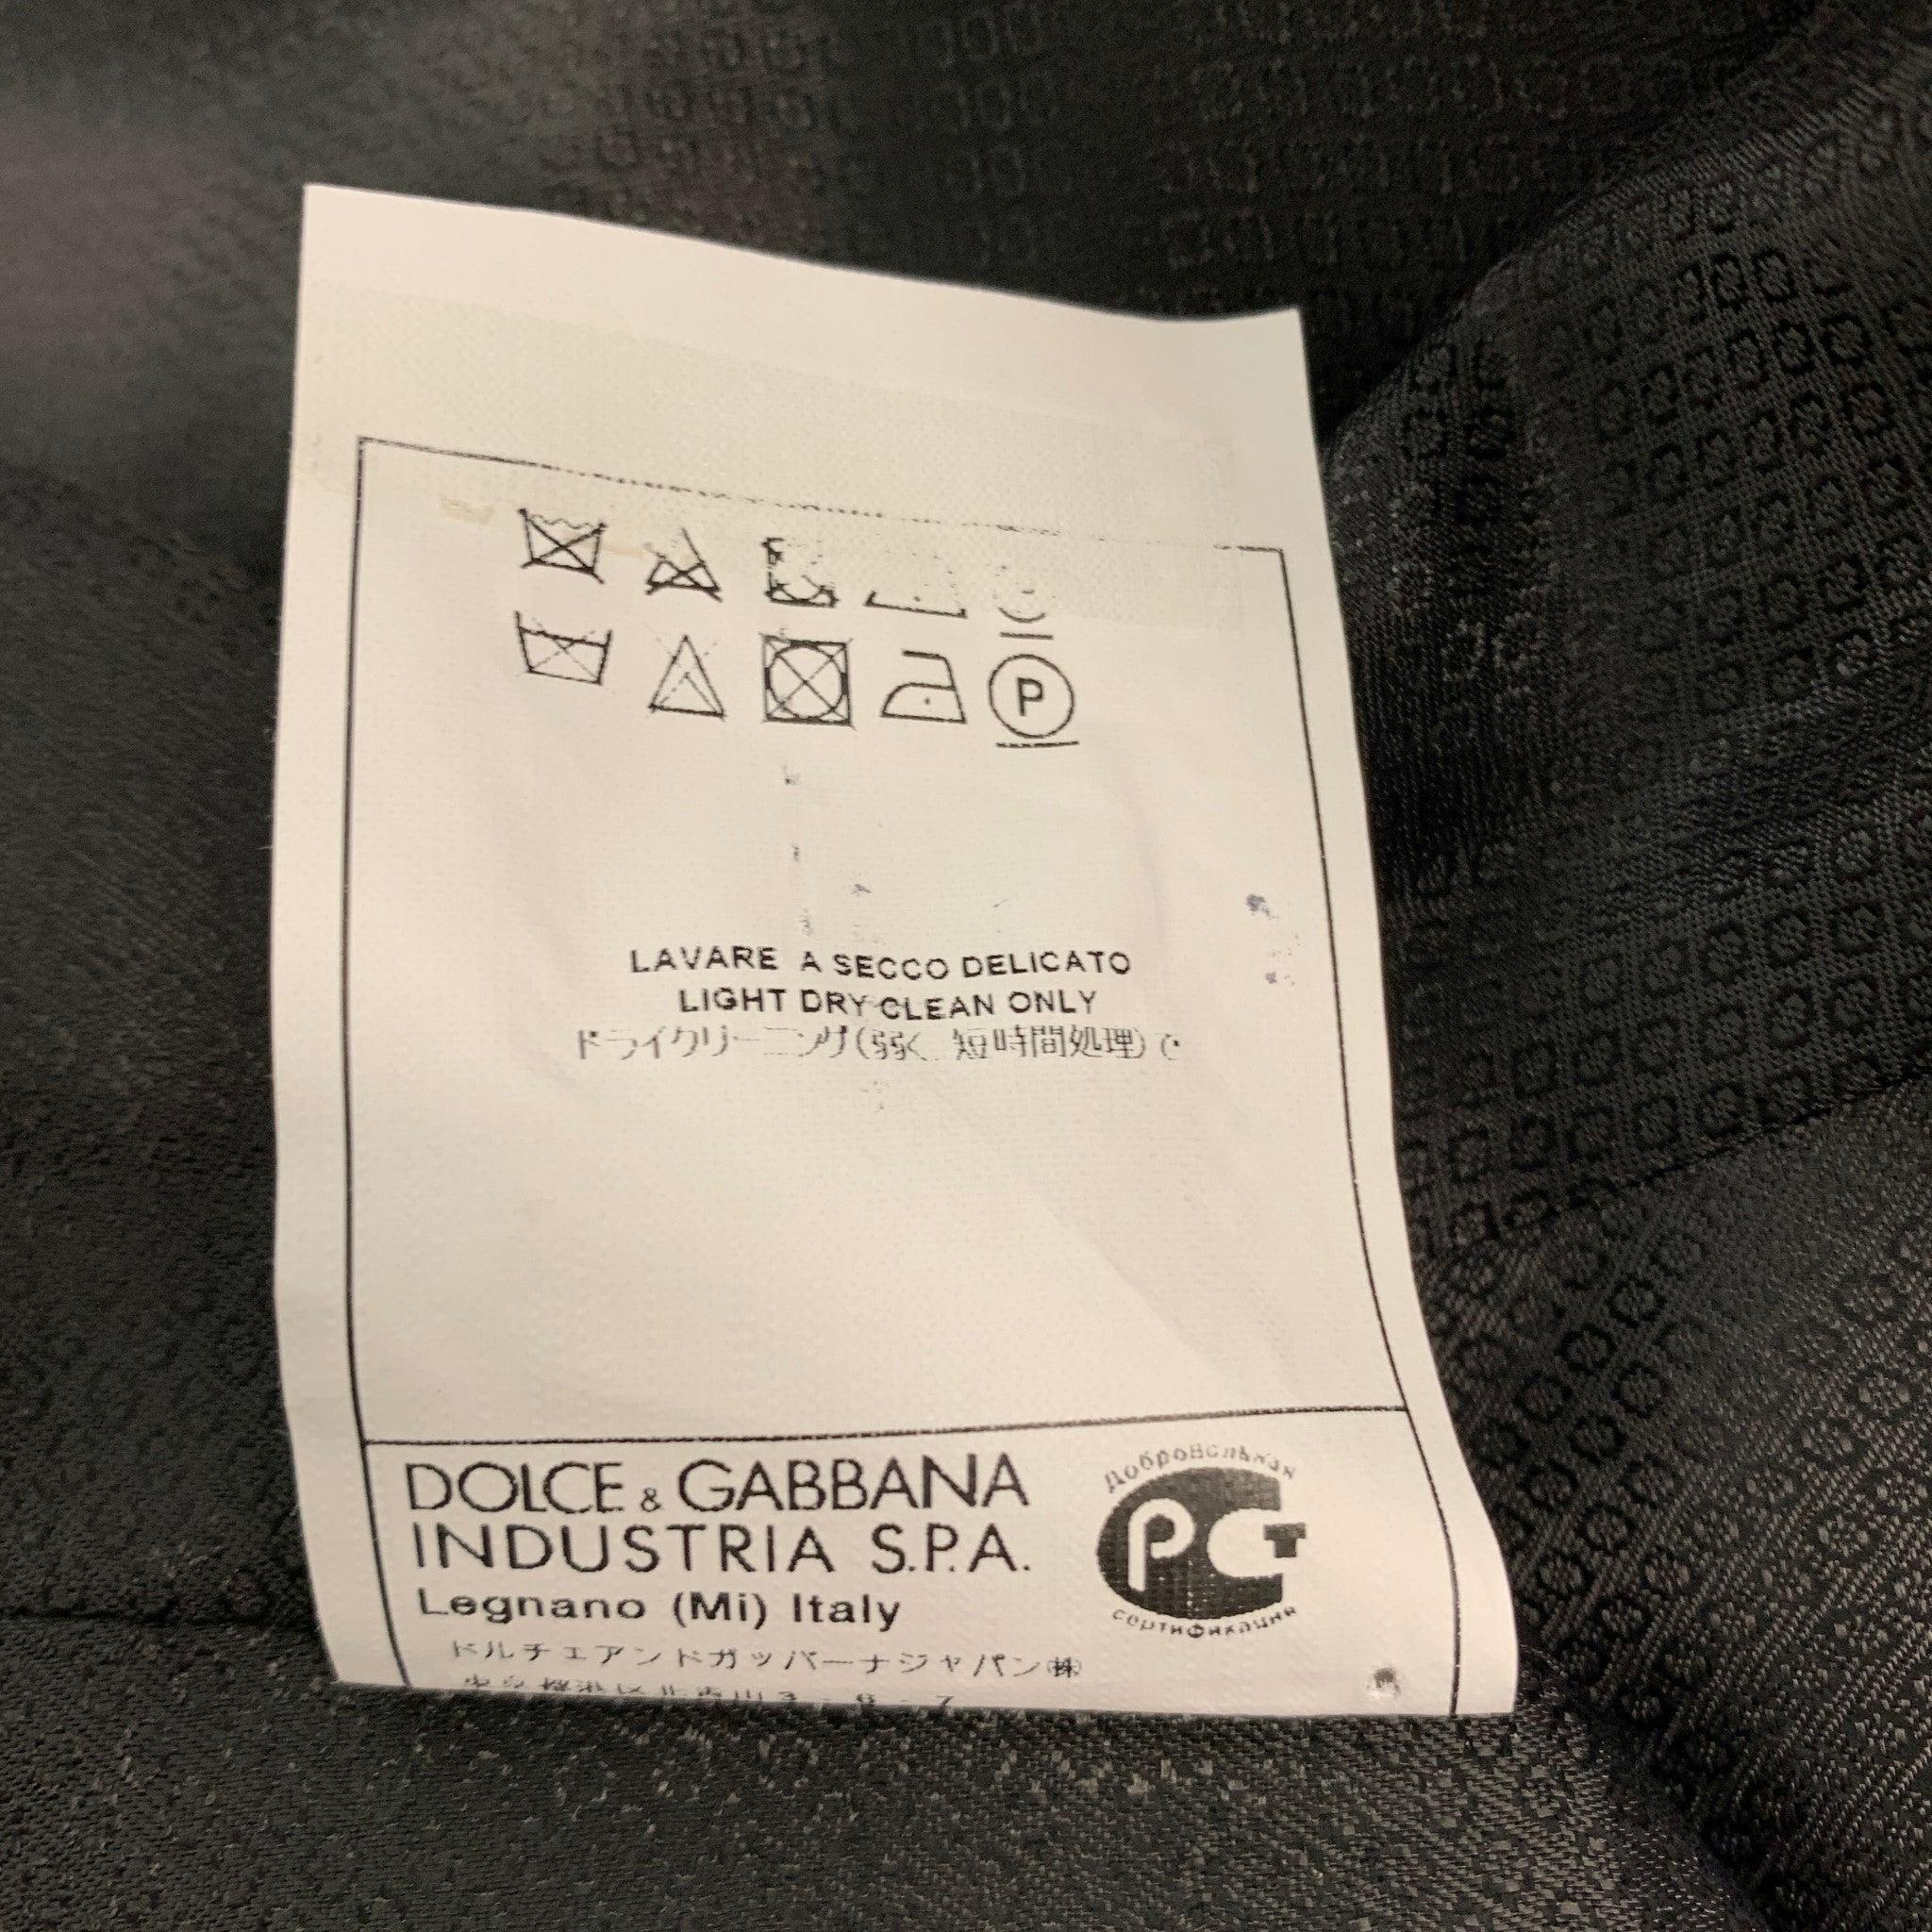 P
LAVARE A SECCO DELICATO
LIGHT DRY CLEAN ONLY
ドライクリーニング(弱く 短時間処理)で
DOLCE & GABBANA
INDUSTRIA S.P.A.
Legnano (Mi) Italy
ドルチェアンドガッバーナジャパン㈱
Добровольная
РСТ
сертификация